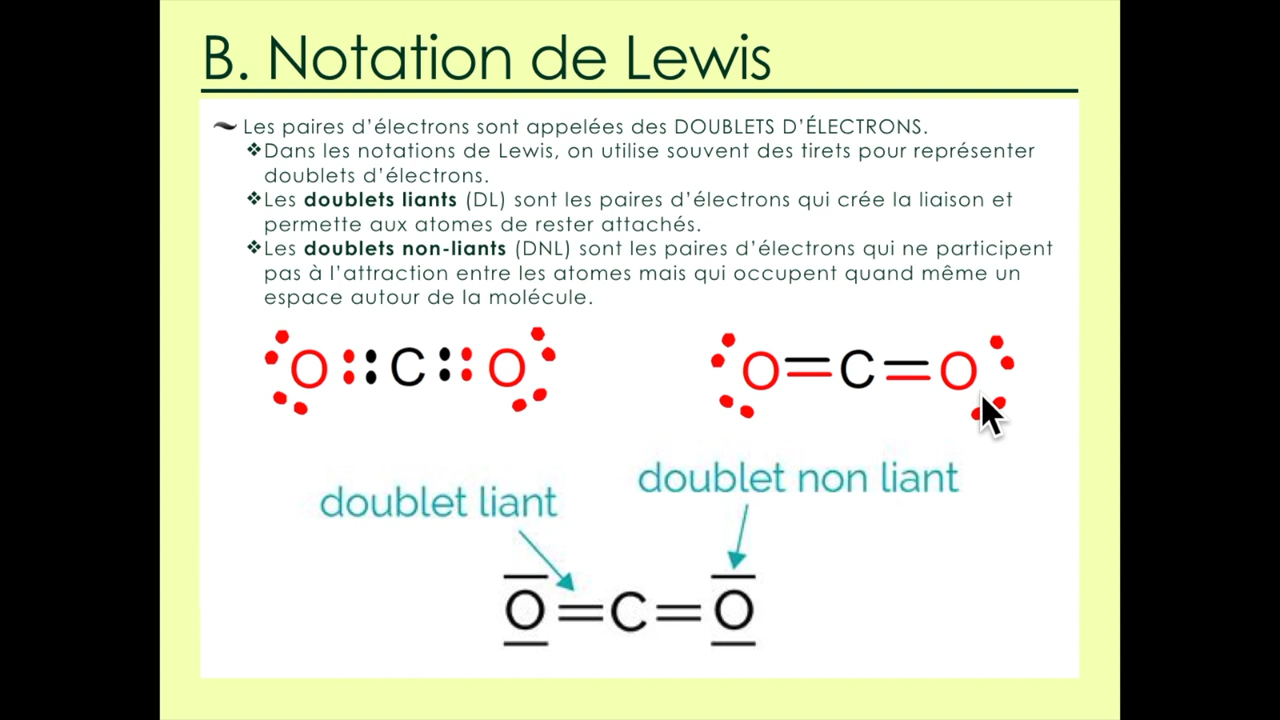 B. Notation de Lewis
Les paires d’électrons sont appelées des DOUBLETS D’ÉLECTRONS.
❖Dans les notations de Lewis, on utilise souvent des tirets pour représenter
doublets d’électrons.
❖Les doublets liants (DL) sont les paires d’électrons qui crée la liaison et
permette aux atomes de rester attachés.
❖Les doublets non-liants (DNL) sont les paires d’électrons qui ne participent
pas à l’attraction entre les atomes mais qui occupent quand même un
espace autour de la molécule.
O :: C :: O
O=C=O
doublet liant
doublet non liant
O=C=O